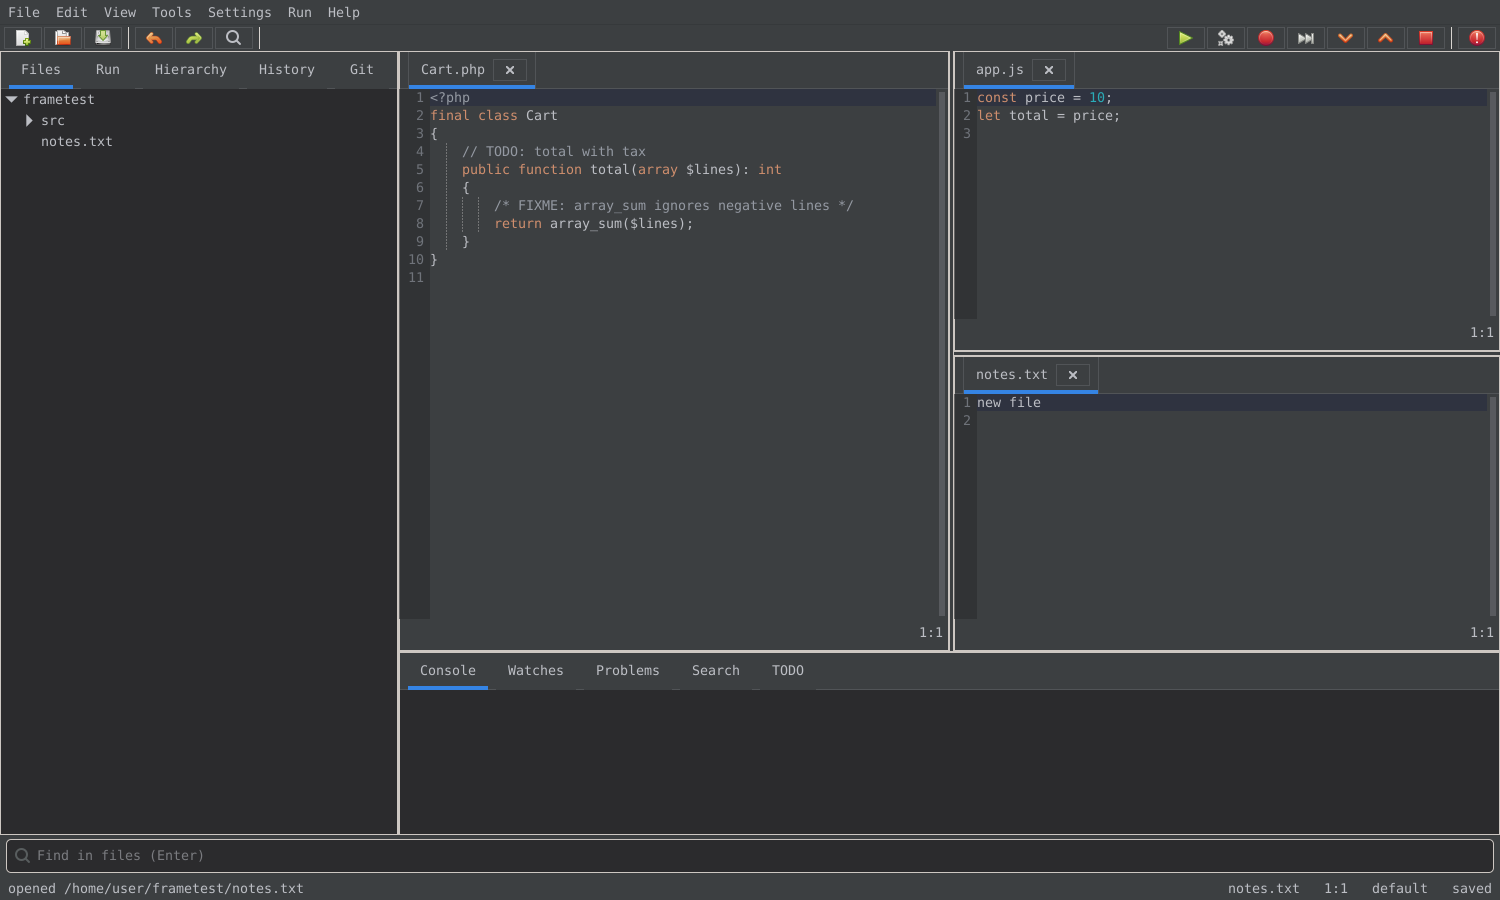 File Edit View Tools Settings Run Help
Files Run Hierarchy History Git
frametest
src
notes.txt
Cart.php
1 <?php
2 final class Cart
3 {
4     // TODO: total with tax
5     public function total(array $lines): int
6     {
7         /* FIXME: array_sum ignores negative lines */
8         return array_sum($lines);
9     }
10 }
11
1:1
app.js
1 const price = 10;
2 let total = price;
3
1:1
notes.txt
1 new file
2
1:1
Console Watches Problems Search TODO
Find in files (Enter)
opened /home/user/frametest/notes.txt
notes.txt 1:1 default saved